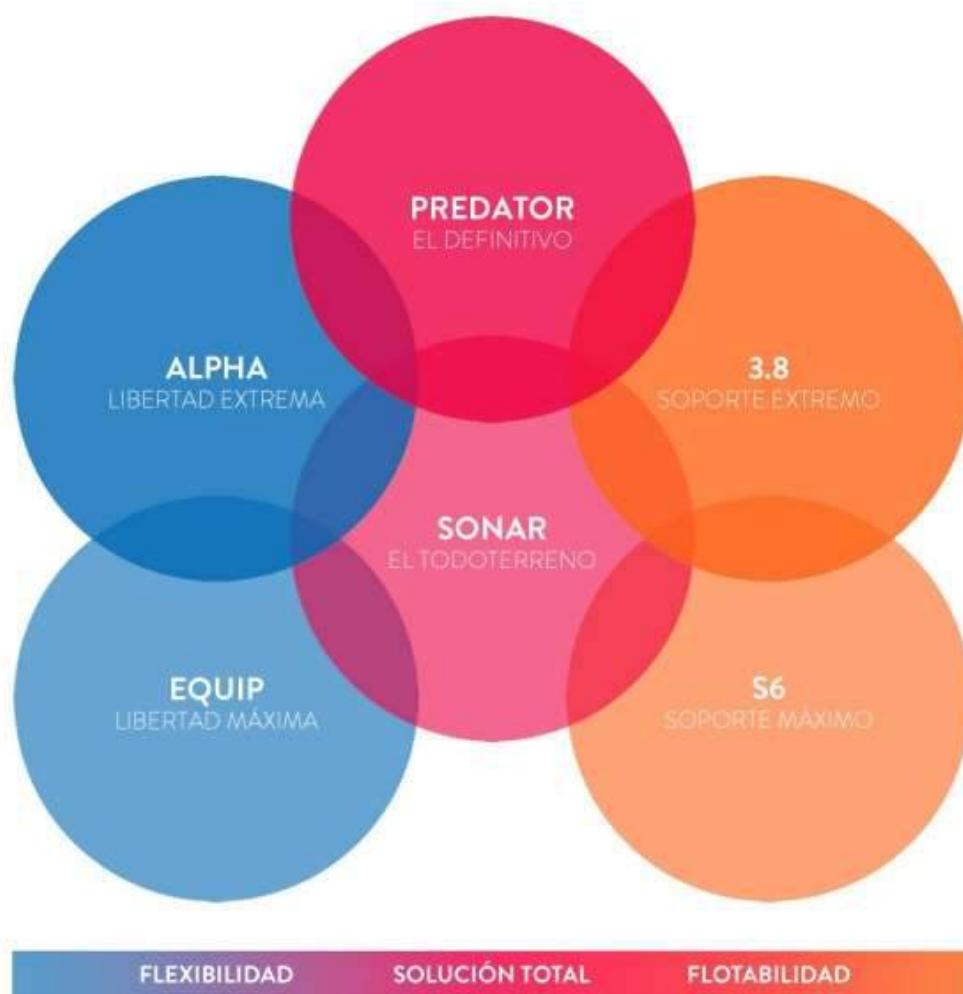 PREDATOR
EL DEFINITIVO
ALPHA
LIBERTAD EXTREMA
3.8
SOPORTE EXTREMO
SONAR
EL TODOTERRENO
EQUIP
LIBERTAD MÁXIMA
S6
SOPORTE MÁXIMO
FLEXIBILIDAD
SOLUCIÓN TOTAL
FLOTABILIDAD